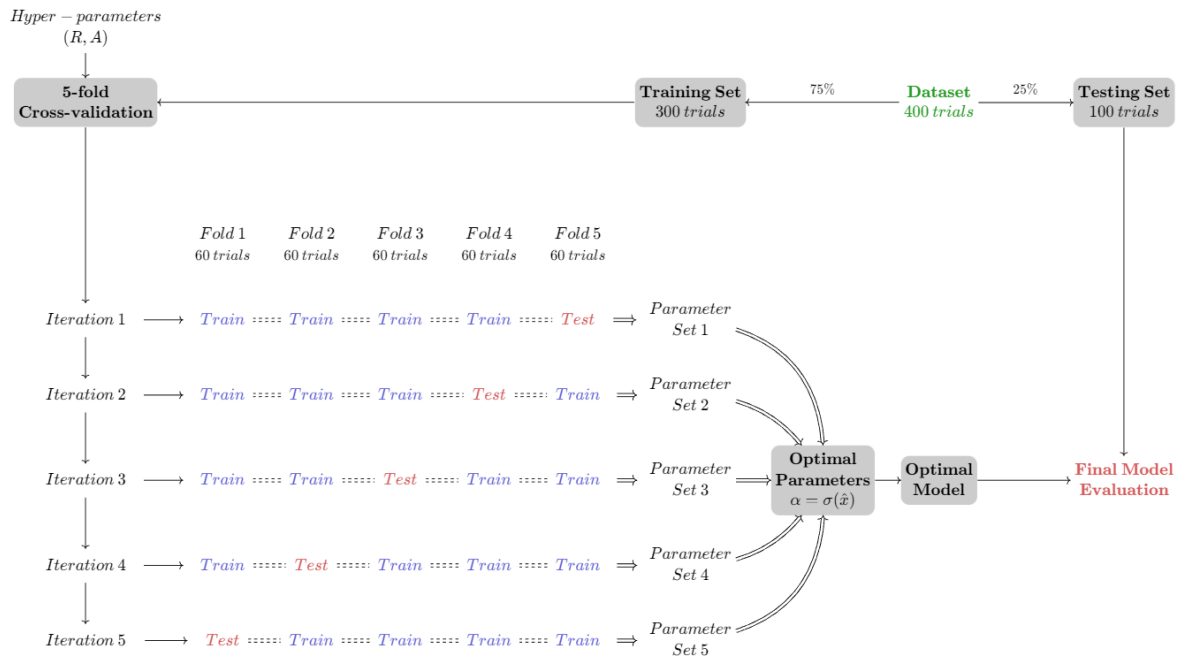 Hyper − parameters
(R, A)
5-fold
Cross-validation
Training Set
300 trials
75%
Dataset
400 trials
25%
Testing Set
100 trials
Fold 1
60 trials
Fold 2
60 trials
Fold 3
60 trials
Fold 4
60 trials
Fold 5
60 trials
Iteration 1
Train
Train
Train
Train
Test
Parameter
Set 1
Iteration 2
Train
Train
Train
Test
Train
Parameter
Set 2
Iteration 3
Train
Train
Test
Train
Train
Parameter
Set 3
Optimal
Parameters
α = σ(x̂)
Optimal
Model
Final Model
Evaluation
Iteration 4
Train
Test
Train
Train
Train
Parameter
Set 4
Iteration 5
Test
Train
Train
Train
Train
Parameter
Set 5